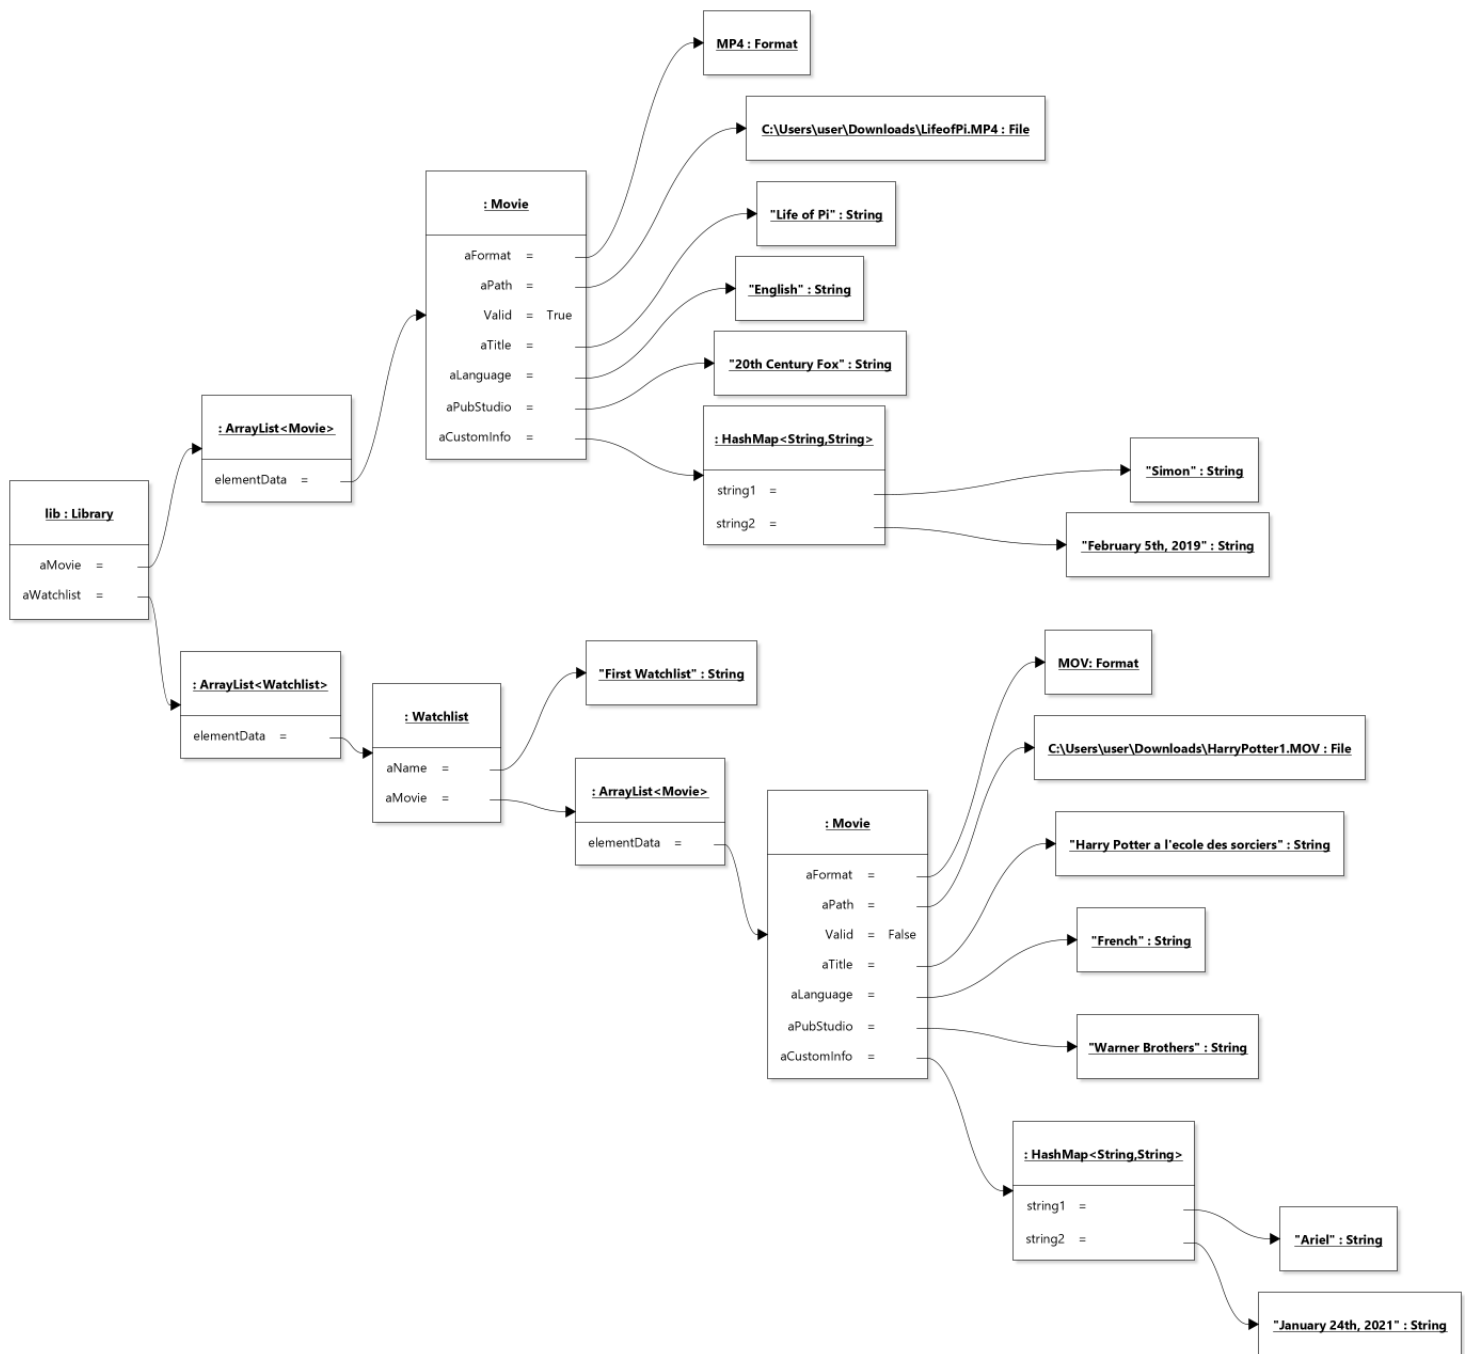 MP4 : Format
C:\Users\user\Downloads\LifeofPi.MP4 : File
: Movie
aFormat =
aPath =
Valid = True
aTitle =
aLanguage =
aPubStudio =
aCustomInfo =
"Life of Pi" : String
"English" : String
"20th Century Fox" : String
: HashMap<String,String>
string1 =
string2 =
"Simon" : String
"February 5th, 2019" : String
: ArrayList<Movie>
elementData =
lib : Library
aMovie =
aWatchlist =
: ArrayList<Watchlist>
elementData =
: Watchlist
aName =
aMovie =
"First Watchlist" : String
: ArrayList<Movie>
elementData =
: Movie
aFormat =
aPath =
Valid = False
aTitle =
aLanguage =
aPubStudio =
aCustomInfo =
MOV: Format
C:\Users\user\Downloads\HarryPotter1.MOV : File
"Harry Potter a l'ecole des sorciers" : String
"French" : String
"Warner Brothers" : String
: HashMap<String,String>
string1 =
string2 =
"Ariel" : String
"January 24th, 2021" : String